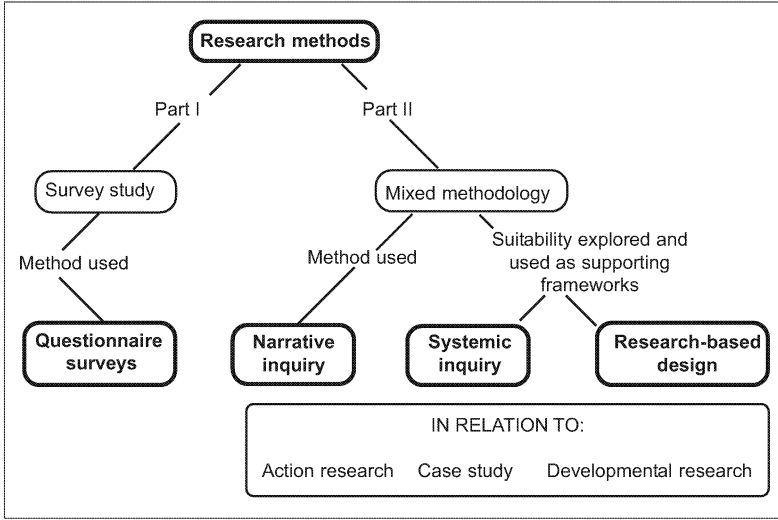 Research methods
Part I
Part II
Survey study
Mixed methodology
Method used
Method used
Suitability explored and
used as supporting
frameworks
Questionnaire
surveys
Narrative
inquiry
Systemic
inquiry
Research-based
design
IN RELATION TO:
Action research Case study Developmental research